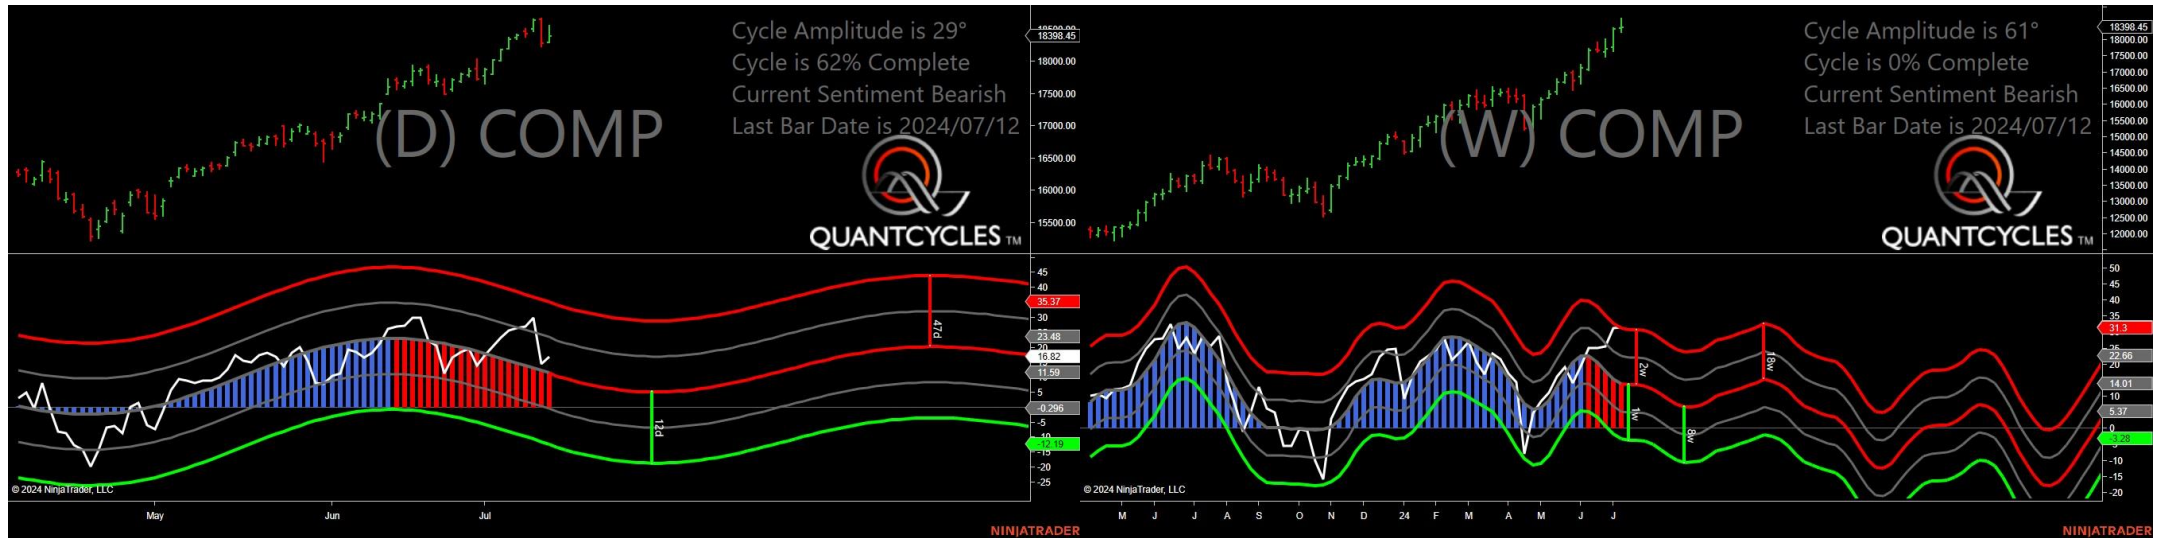 Cycle Amplitude is 29°
Cycle is 62% Complete
Current Sentiment Bearish
Last Bar Date is 2024/07/12
(D) COMP
QUANTCYCLES TM
18398.45
18000.00
17500.00
17000.00
16500.00
16000.00
15500.00
45
40
35.37
30
23.48
20
16.82
11.59
5
-0.296
-5
-10
-12.19
-15
-20
-25
47d
12d
© 2024 NinjaTrader, LLC
May Jun Jul
NINJATRADER
Cycle Amplitude is 61°
Cycle is 0% Complete
Current Sentiment Bearish
Last Bar Date is 2024/07/12
(W) COMP
QUANTCYCLES TM
18398.45
18000.00
17500.00
17000.00
16500.00
16000.00
15500.00
15000.00
14500.00
14000.00
13500.00
13000.00
12500.00
12000.00
50
45
40
35
31.3
22.66
20
14.01
10
5.37
0
-3.28
-10
-15
-20
2w
18w
1w
8w
© 2024 NinjaTrader, LLC
M J J A S O N D 24 F M A M J J
NINJATRADER